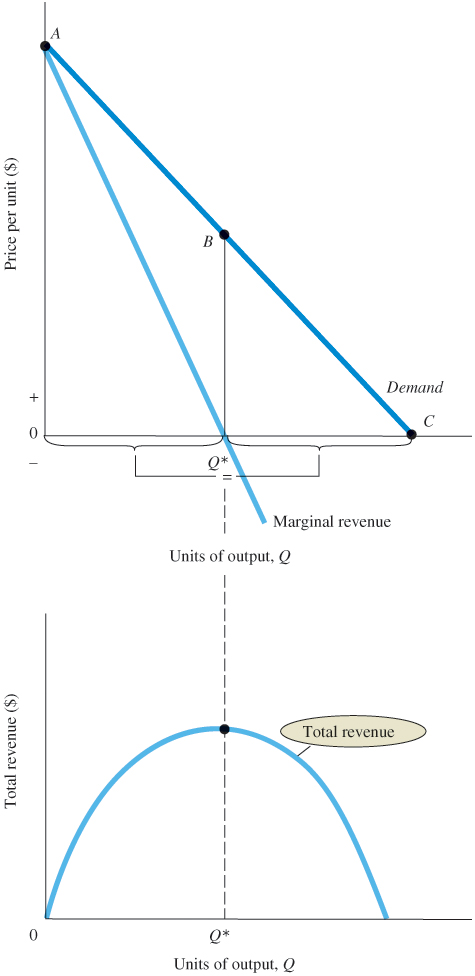 A
Price per unit ($)
B
Demand
+
C
0
–
Q*
=
Marginal revenue
Units of output, Q
Total revenue ($)
Total revenue
0
Q*
Units of output, Q